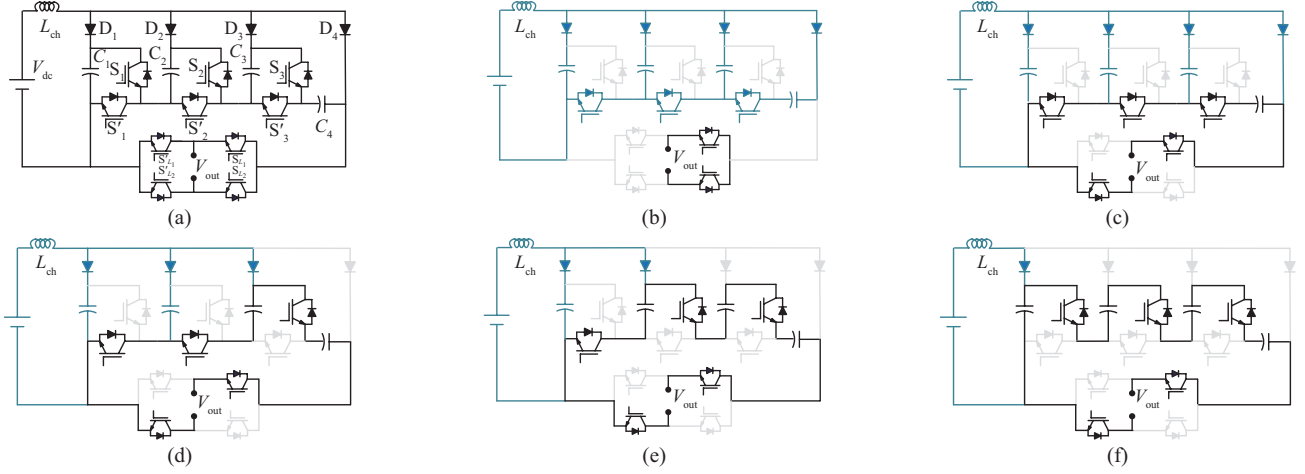 L_ch D_1 D_2 D_3 D_4
V_dc C_1 S_1 C_2 S_2 C_3 S_3
S'_1 S'_2 S'_3 C_4
S'_L1 S_L1
S'_L2 V_out S_L2
(a)
L_ch
V_out
(b)
L_ch
V_out
(c)
L_ch
V_out
(d)
L_ch
V_out
(e)
L_ch
V_out
(f)